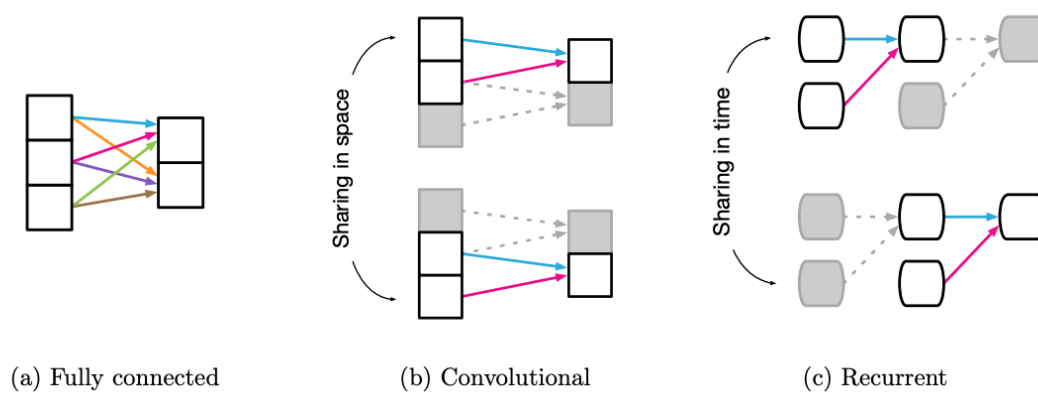 Sharing in space
Sharing in time
(a) Fully connected
(b) Convolutional
(c) Recurrent